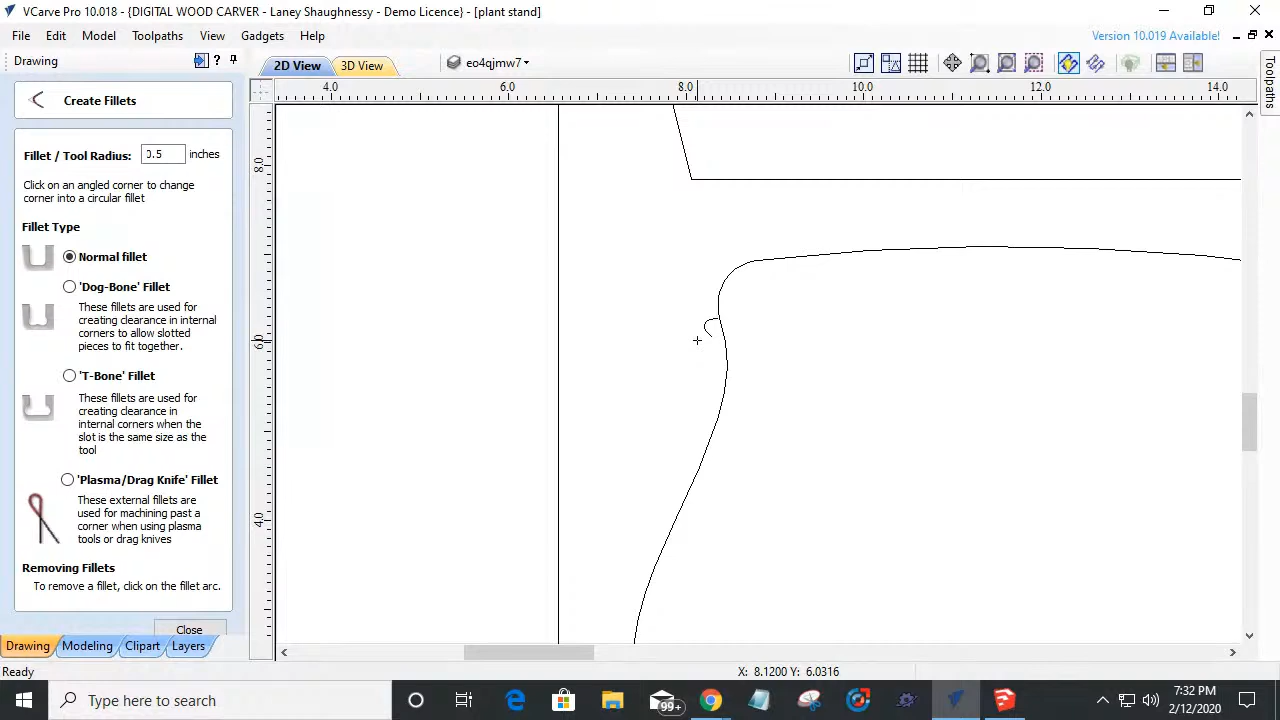 VCarve Pro 10.018 - {DIGITAL WOOD CARVER - Laney Shaughnessy - Demo Licence} - [plant stand]
File Edit Model Toolpaths View Gadgets Help
Version 10.019 Available!
Drawing
?
2D View
3D View
eo4qjmw7
Create Fillets
4.0 6.0 8.0 10.0 12.0 14.0
Toolpaths
Fillet / Tool Radius: 0.5 inches
8.0
6.0
4.0
Click on an angled corner to change
corner into a circular fillet
Fillet Type
Normal fillet
'Dog-Bone' Fillet
These fillets are used for
creating clearance in internal
corners to allow slotted
pieces to fit together.
'T-Bone' Fillet
These fillets are used for
creating clearance in
internal corners when the
slot is the same size as the
tool
'Plasma/Drag Knife' Fillet
These external fillets are
used for machining past a
corner when using plasma
tools or drag knives
Removing Fillets
To remove a fillet, click on the fillet arc.
Close
Drawing Modeling Clipart Layers
Ready
X: 8.1200 Y: 6.0316
Type here to search
99+
7:32 PM
2/12/2020